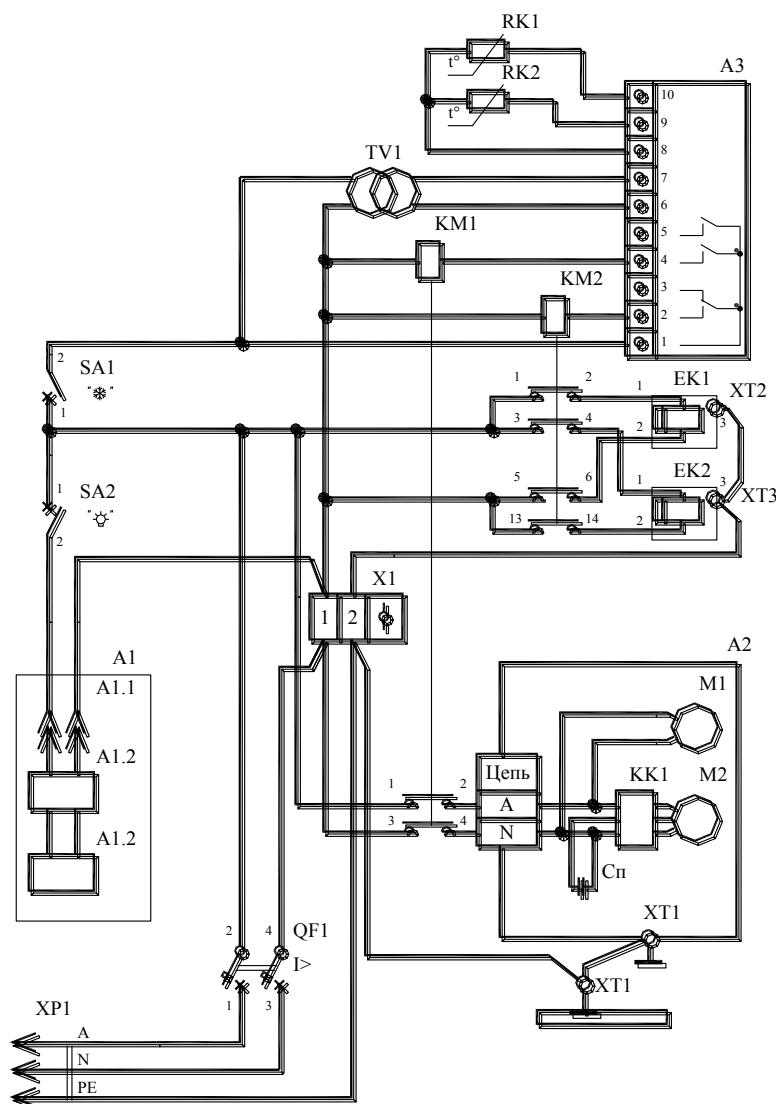 RK1
t°
RK2
t°
A3
10
9
8
7
6
5
4
3
2
1
TV1
KM1
KM2
2
SA1
"❄"
1
1
SA2
2
1 2
3 4
5 6
13 14
1 EK1
2
3
XT2
1 EK2
2
3
XT3
X1
1 2
A1
A1.1
A1.2
A1.2
A2
M1
Цепь
A
N
1 2
3 4
KK1
M2
Сп
XT1
XT1
2 4
QF1
I>
1 3
XP1
A
N
PE